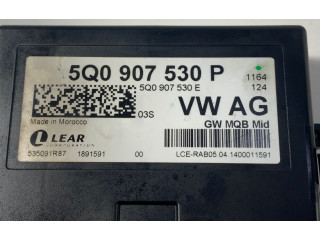 5Q0 907 530 P
1164
5Q0 907 530 E
124
03S
VW AG
Made in Morocco
GW MQB Mid
LEAR
CORPORATION
535091R87 1891591 00
LCE-RAB05 04 1400011591